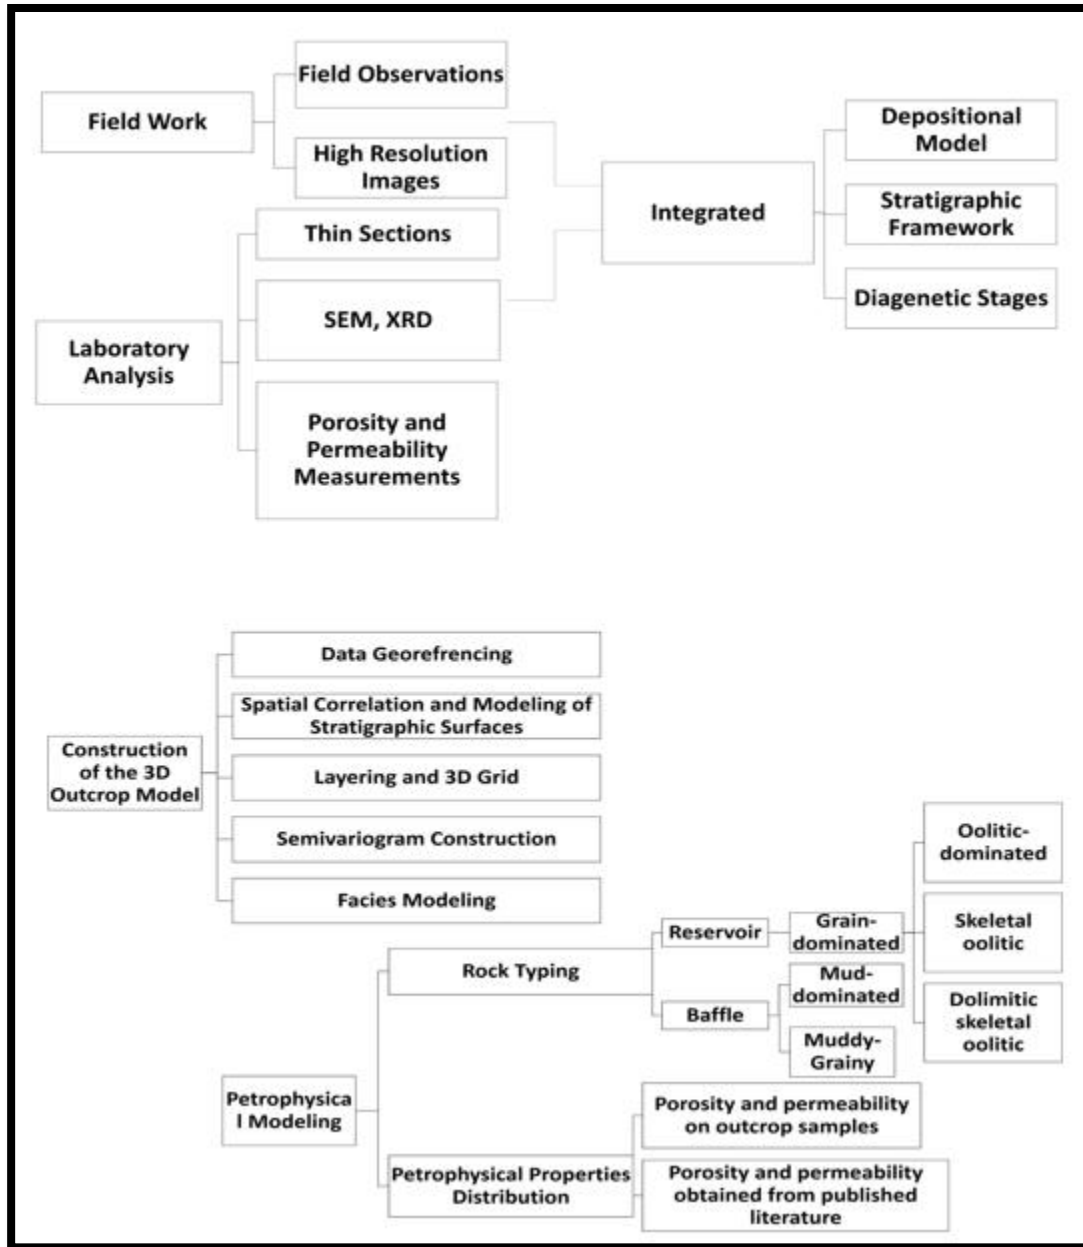 Field Work
Field Observations
High Resolution
Images
Laboratory
Analysis
Thin Sections
SEM, XRD
Porosity and
Permeability
Measurements
Integrated
Depositional
Model
Stratigraphic
Framework
Diagenetic Stages
Construction
of the 3D
Outcrop Model
Data Georefrencing
Spatial Correlation and Modeling of
Stratigraphic Surfaces
Layering and 3D Grid
Semivariogram Construction
Facies Modeling
Petrophysica
l Modeling
Rock Typing
Reservoir
Grain-
dominated
Oolitic-
dominated
Skeletal
oolitic
Dolimitic
skeletal
oolitic
Baffle
Mud-
dominated
Muddy-
Grainy
Petrophysical Properties
Distribution
Porosity and permeability
on outcrop samples
Porosity and permeability
obtained from published
literature